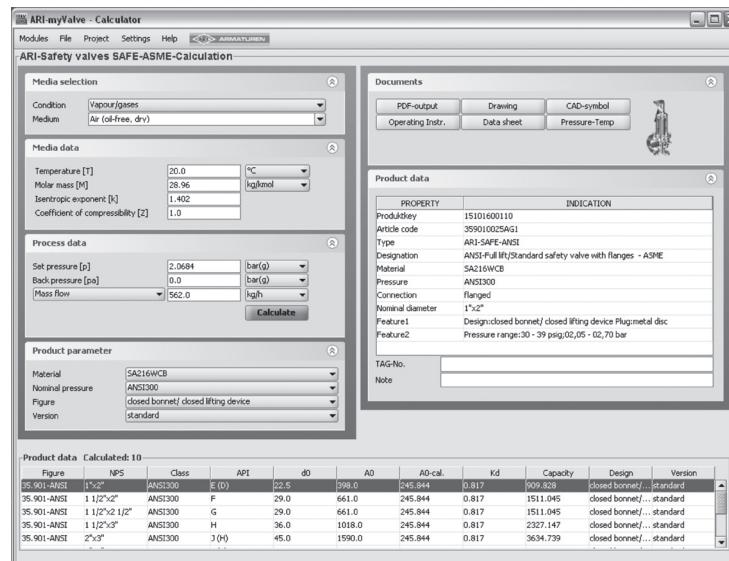 ARI-myValve - Calculator
Modules File Project Settings Help ARI ARMATUREN
ARI-Safety valves SAFE-ASME-Calculation
Media selection
Condition Vapour/gases
Medium Air (oil-free, dry)
Media data
Temperature [T] 20.0 °C
Molar mass [M] 28.96 kg/kmol
Isentropic exponent [k] 1.402
Coefficient of compressibility [Z] 1.0
Process data
Set pressure [p] 2.0684 bar(g)
Back pressure [pa] 0.0 bar(g)
Mass flow 562.0 kg/h
Calculate
Product parameter
Material SA216WCB
Nominal pressure ANSI300
Figure closed bonnet/ closed lifting device
Version standard
Documents
PDF-output Drawing CAD-symbol
Operating Instr. Data sheet Pressure-Temp
Product data
PROPERTY INDICATION
Produktkey 15101600110
Article code 359010025AG1
Type ARI-SAFE-ANSI
Designation ANSI-Full lift/Standard safety valve with flanges - ASME
Material SA216WCB
Pressure ANSI300
Connection flanged
Nominal diameter 1"x2"
Feature1 Design:closed bonnet/ closed lifting device Plug:metal disc
Feature2 Pressure range:30 - 39 psig;02,05 - 02,70 bar
TAG-No.
Note
Product data Calculated: 10
Figure NPS Class API d0 A0 A0-cal. Kd Capacity Design Version
35.901-ANSI 1"x2" ANSI300 E (D) 22.5 398.0 245.844 0.817 909.828 closed bonnet/... standard
35.901-ANSI 1 1/2"x2" ANSI300 F 29.0 661.0 245.844 0.817 1511.045 closed bonnet/... standard
35.901-ANSI 1 1/2"x2 1/2" ANSI300 G 29.0 661.0 245.844 0.817 1511.045 closed bonnet/... standard
35.901-ANSI 1 1/2"x3" ANSI300 H 36.0 1018.0 245.844 0.817 2327.147 closed bonnet/... standard
35.901-ANSI 2"x3" ANSI300 J (H) 45.0 1590.0 245.844 0.817 3634.739 closed bonnet/... standard